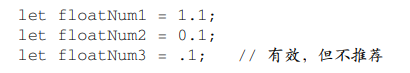 let floatNum1 = 1.1;
let floatNum2 = 0.1;
let floatNum3 = .1;   // 有效，但不推荐